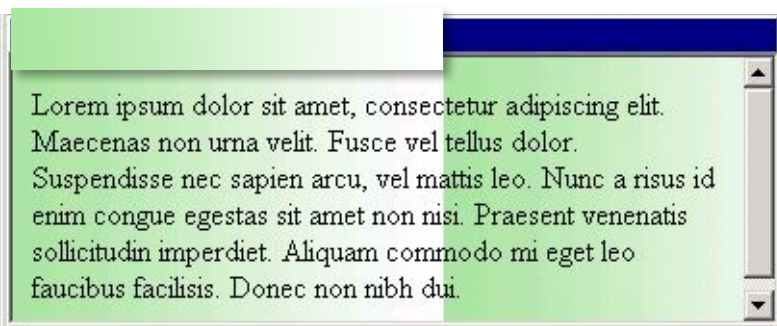 Lorem ipsum dolor sit amet, consectetur adipiscing elit.
Maecenas non urna velit. Fusce vel tellus dolor.
Suspendisse nec sapien arcu, vel mattis leo. Nunc a risus id
enim congue egestas sit amet non nisi. Praesent venenatis
sollicitudin imperdiet. Aliquam commodo mi eget leo
faucibus facilisis. Donec non nibh dui.